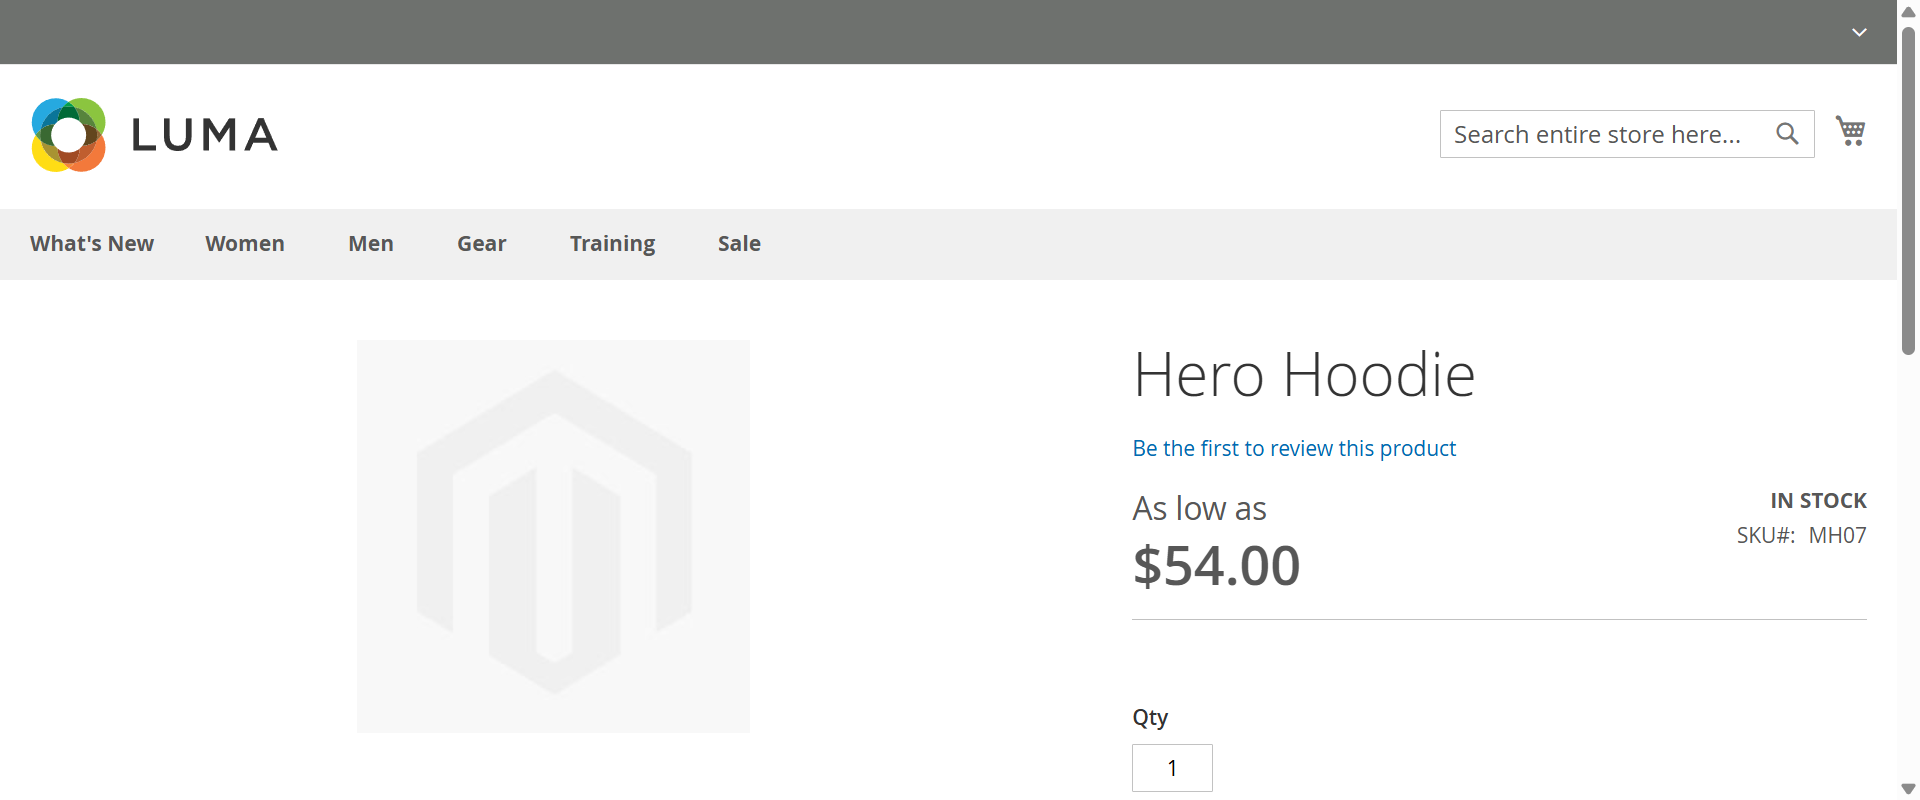 LUMA
Search entire store here...
What's New Women Men Gear Training Sale
Hero Hoodie
Be the first to review this product
As low as
$54.00
IN STOCK
SKU#: MH07
Qty
1